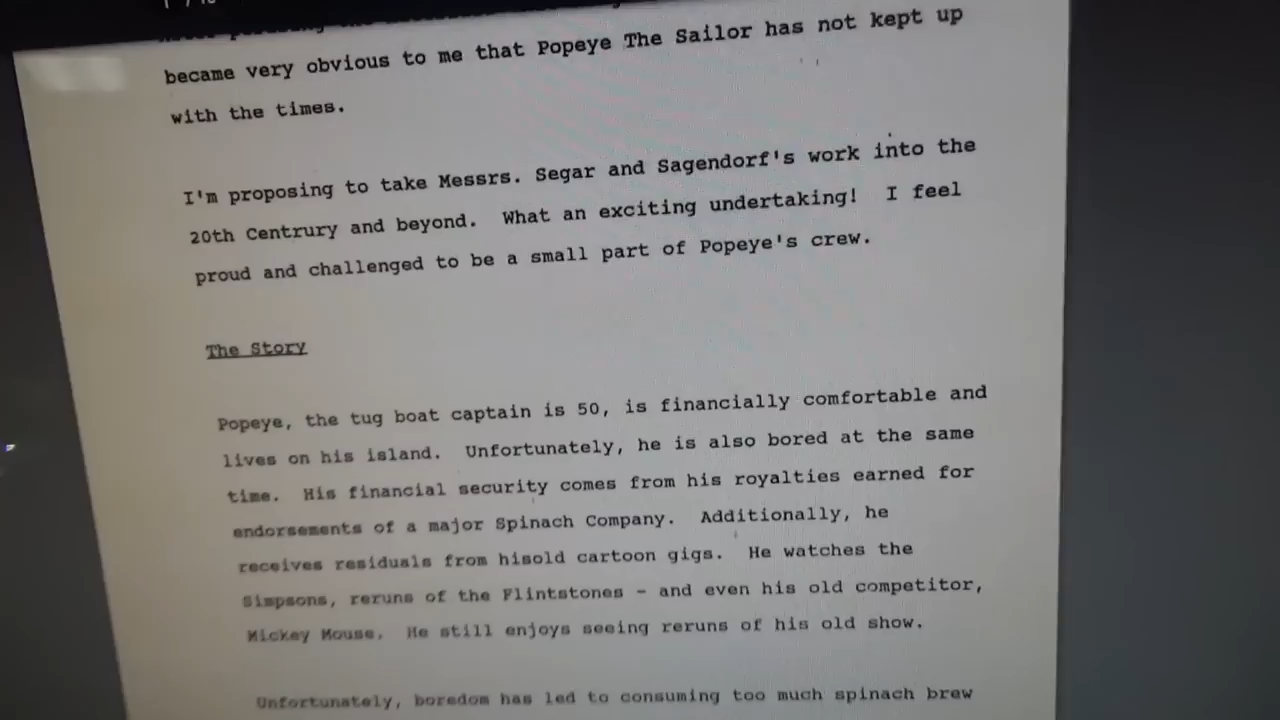 became very obvious to me that Popeye The Sailor has not kept up
with the times.
I'm proposing to take Messrs. Segar and Sagendorf's work into the
20th Centrury and beyond.  What an exciting undertaking!  I feel
proud and challenged to be a small part of Popeye's crew.
The Story
Popeye, the tug boat captain is 50, is financially comfortable and
lives on his island.  Unfortunately, he is also bored at the same
time.  His financial security comes from his royalties earned for
endorsements of a major Spinach Company.  Additionally, he
receives residuals from hisold cartoon gigs.  He watches the
Simpsons, reruns of the Flintstones - and even his old competitor,
Mickey Mouse.  He still enjoys seeing reruns of his old show.
Unfortunately, boredom has led to consuming too much spinach brew